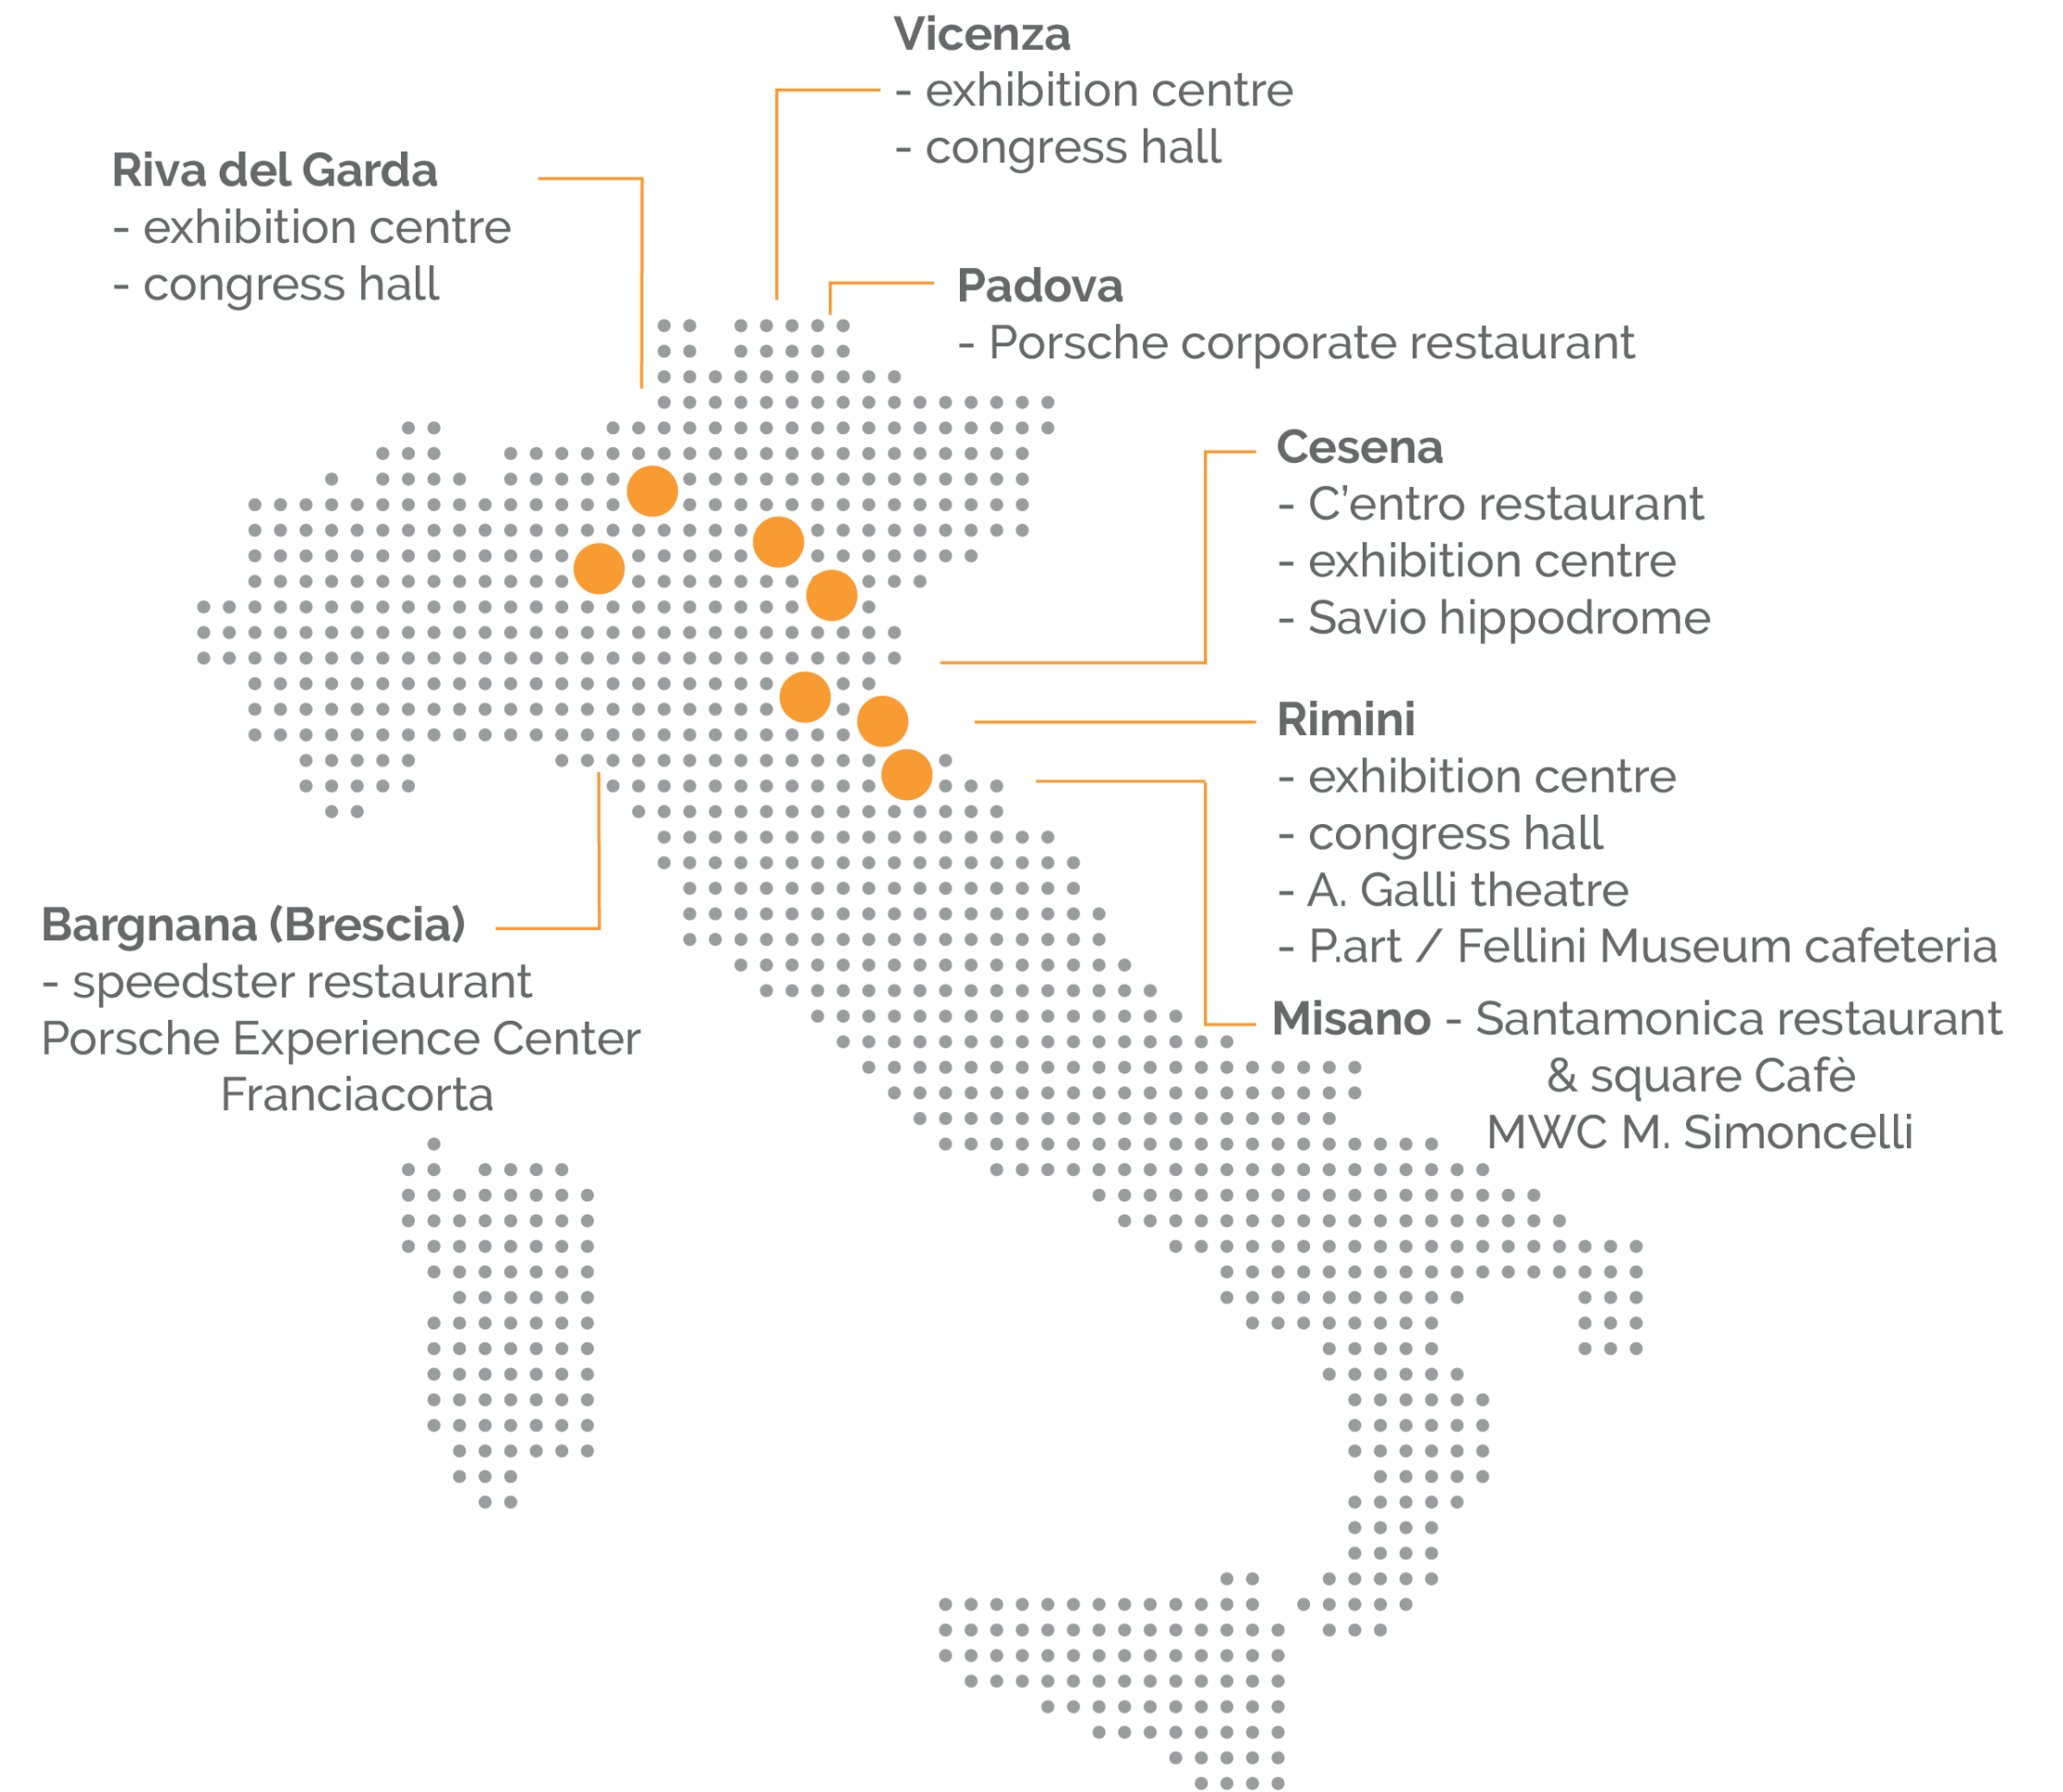 Vicenza
- exhibition centre
- congress hall
Riva del Garda
- exhibition centre
- congress hall
Padova
- Porsche corporate restaurant
Cesena
- C'entro restaurant
- exhibition centre
- Savio hippodrome
Rimini
- exhibition centre
- congress hall
- A. Galli theatre
- P.art / Fellini Museum cafeteria
Bargnana (Brescia)
- speedster restaurant
Porsche Experience Center
Franciacorta
Misano - Santamonica restaurant
& square Cafè
MWC M. Simoncelli